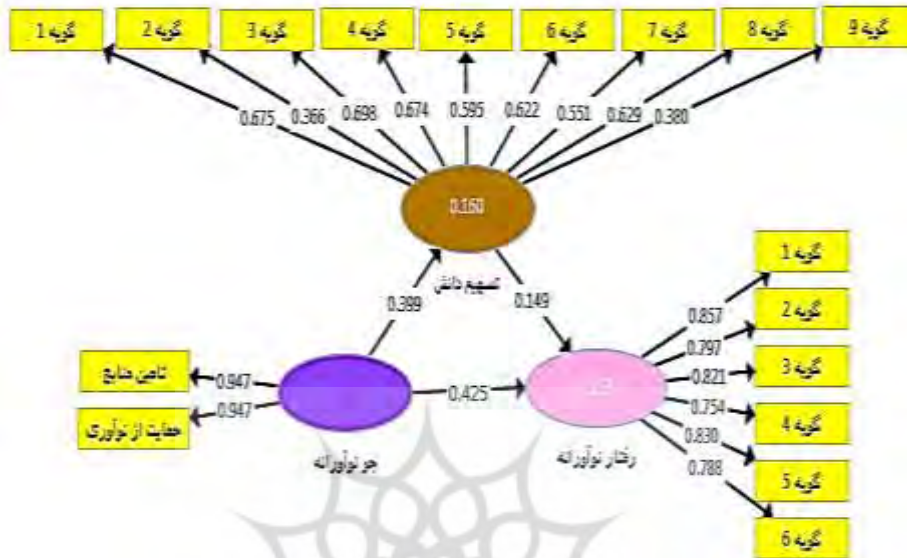 گویه 1
گویه 2
گویه 3
گویه 4
گویه 5
گویه 6
گویه 7
گویه 8
گویه 9
0.675
0.366
0.698
0.674
0.595
0.622
0.551
0.629
0.380
0.160
تسهیم دانش
0.399
0.149
گویه 1
0.857
گویه 2
0.797
گویه 3
0.821
تامین منابع
0.947
0.425
0.754
گویه 4
حمایت از نوآوری
0.947
0.830
جو نوآورانه
رفتار نوآورانه
0.788
گویه 5
گویه 6